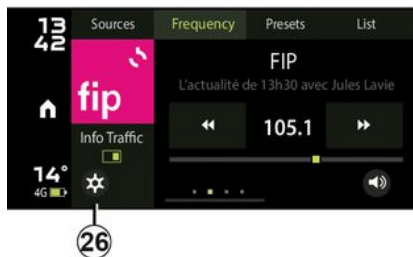 13
42
Sources
Frequency
Presets
List
fip
FIP
L'actualité de 13h30 avec Jules Lavie
105.1
Info Traffic
14°
4G
26